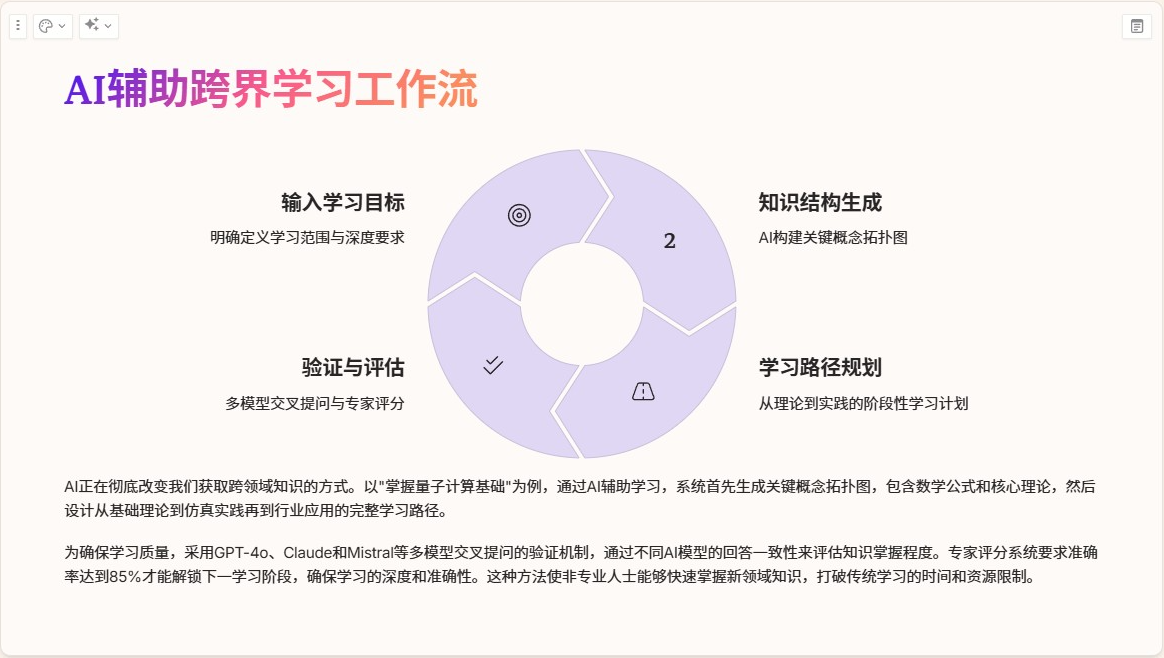 AI辅助跨界学习工作流
输入学习目标
明确定义学习范围与深度要求
2
知识结构生成
AI构建关键概念拓扑图
验证与评估
多模型交叉提问与专家评分
学习路径规划
从理论到实践的阶段性学习计划
AI正在彻底改变我们获取跨领域知识的方式。以"掌握量子计算基础"为例，通过AI辅助学习，系统首先生成关键概念拓扑图，包含数学公式和核心理论，然后
设计从基础理论到仿真实践再到行业应用的完整学习路径。
为确保学习质量，采用GPT-4o、Claude和Mistral等多模型交叉提问的验证机制，通过不同AI模型的回答一致性来评估知识掌握程度。专家评分系统要求准确
率达到85%才能解锁下一学习阶段，确保学习的深度和准确性。这种方法使非专业人士能够快速掌握新领域知识，打破传统学习的时间和资源限制。